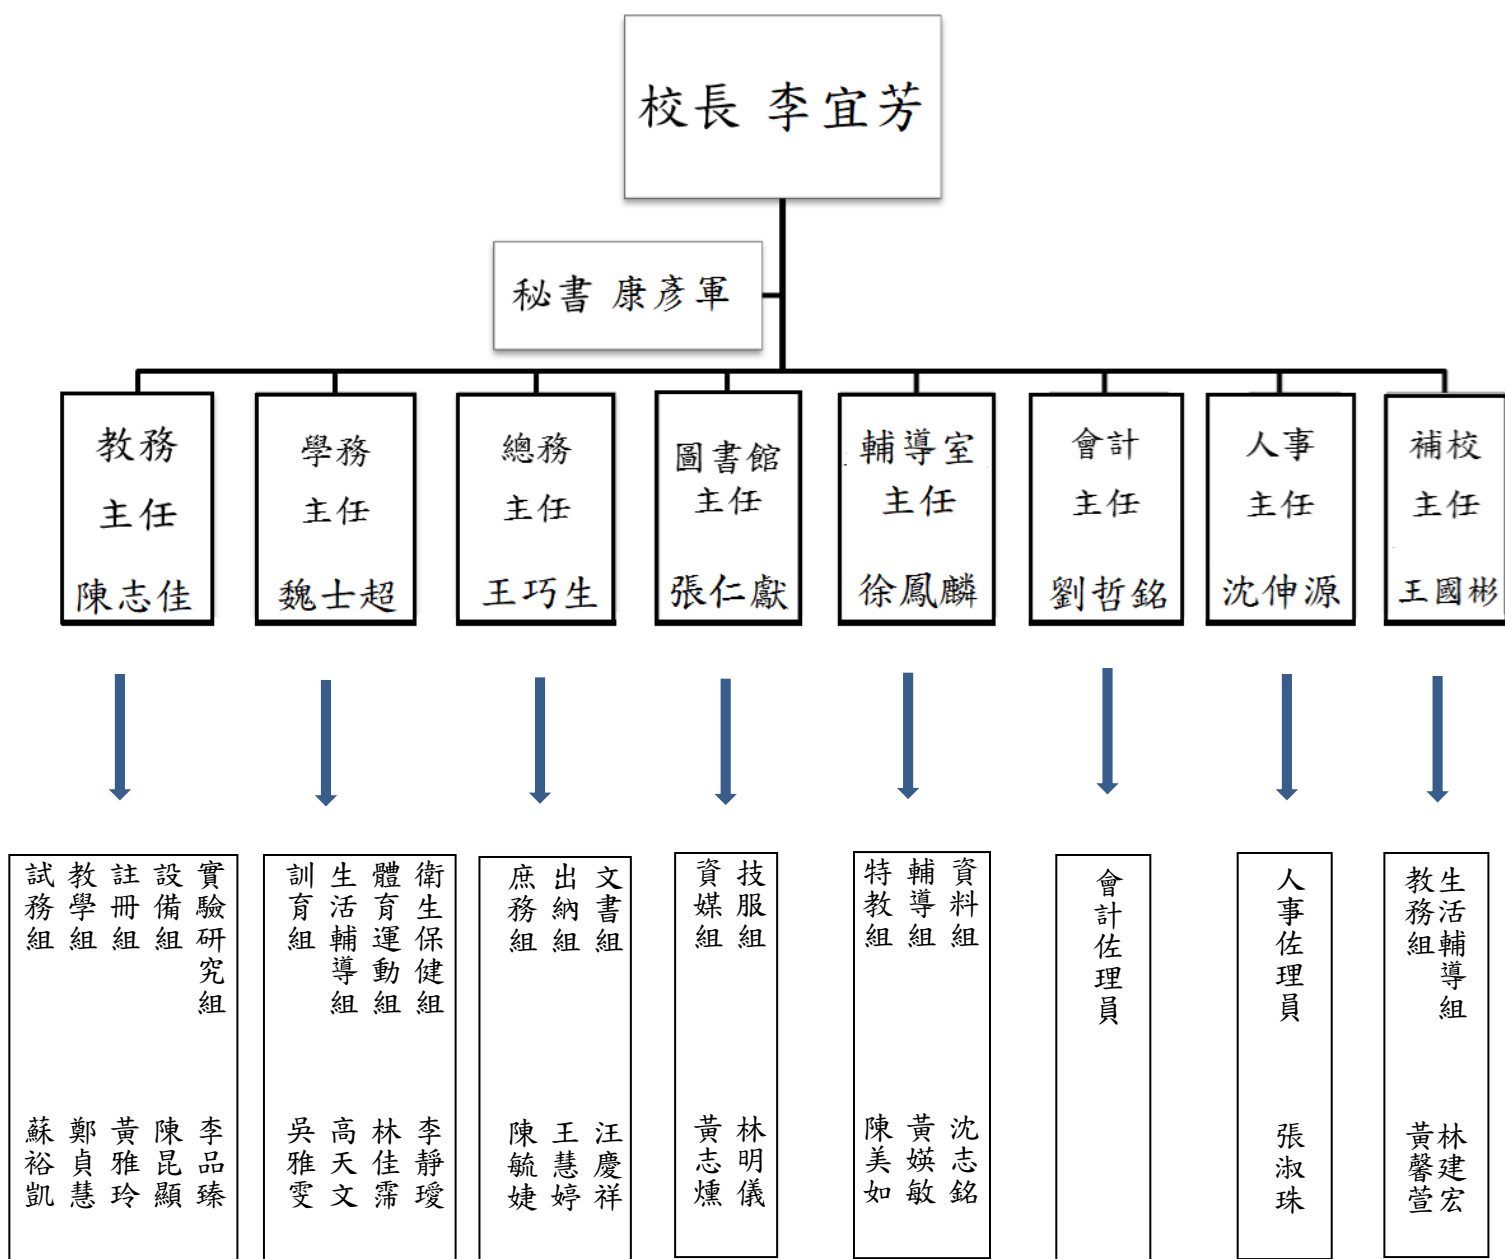 校長 李宜芳
秘書 康彥軍
教務
主任
陳志佳
學務
主任
魏士超
總務
主任
王巧生
圖書館
主任
張仁獻
輔導室
主任
徐鳳麟
會計
主任
劉哲銘
人事
主任
沈伸源
補校
主任
王國彬
實驗研究組 李品臻
設備組 陳昆顯
註冊組 黃雅玲
教學組 鄭貞慧
試務組 蘇裕凱
衛生保健組 李靜璦
體育運動組 林佳霈
生活輔導組 高天文
訓育組 吳雅雯
文書組 汪慶祥
出納組 王慧婷
庶務組 陳毓婕
技服組 林明儀
資媒組 黃志燻
資料組 沈志銘
輔導組 黃媖敏
特教組 陳美如
會計佐理員
人事佐理員 張淑珠
生活輔導組 林建宏
教務組 黃馨萱